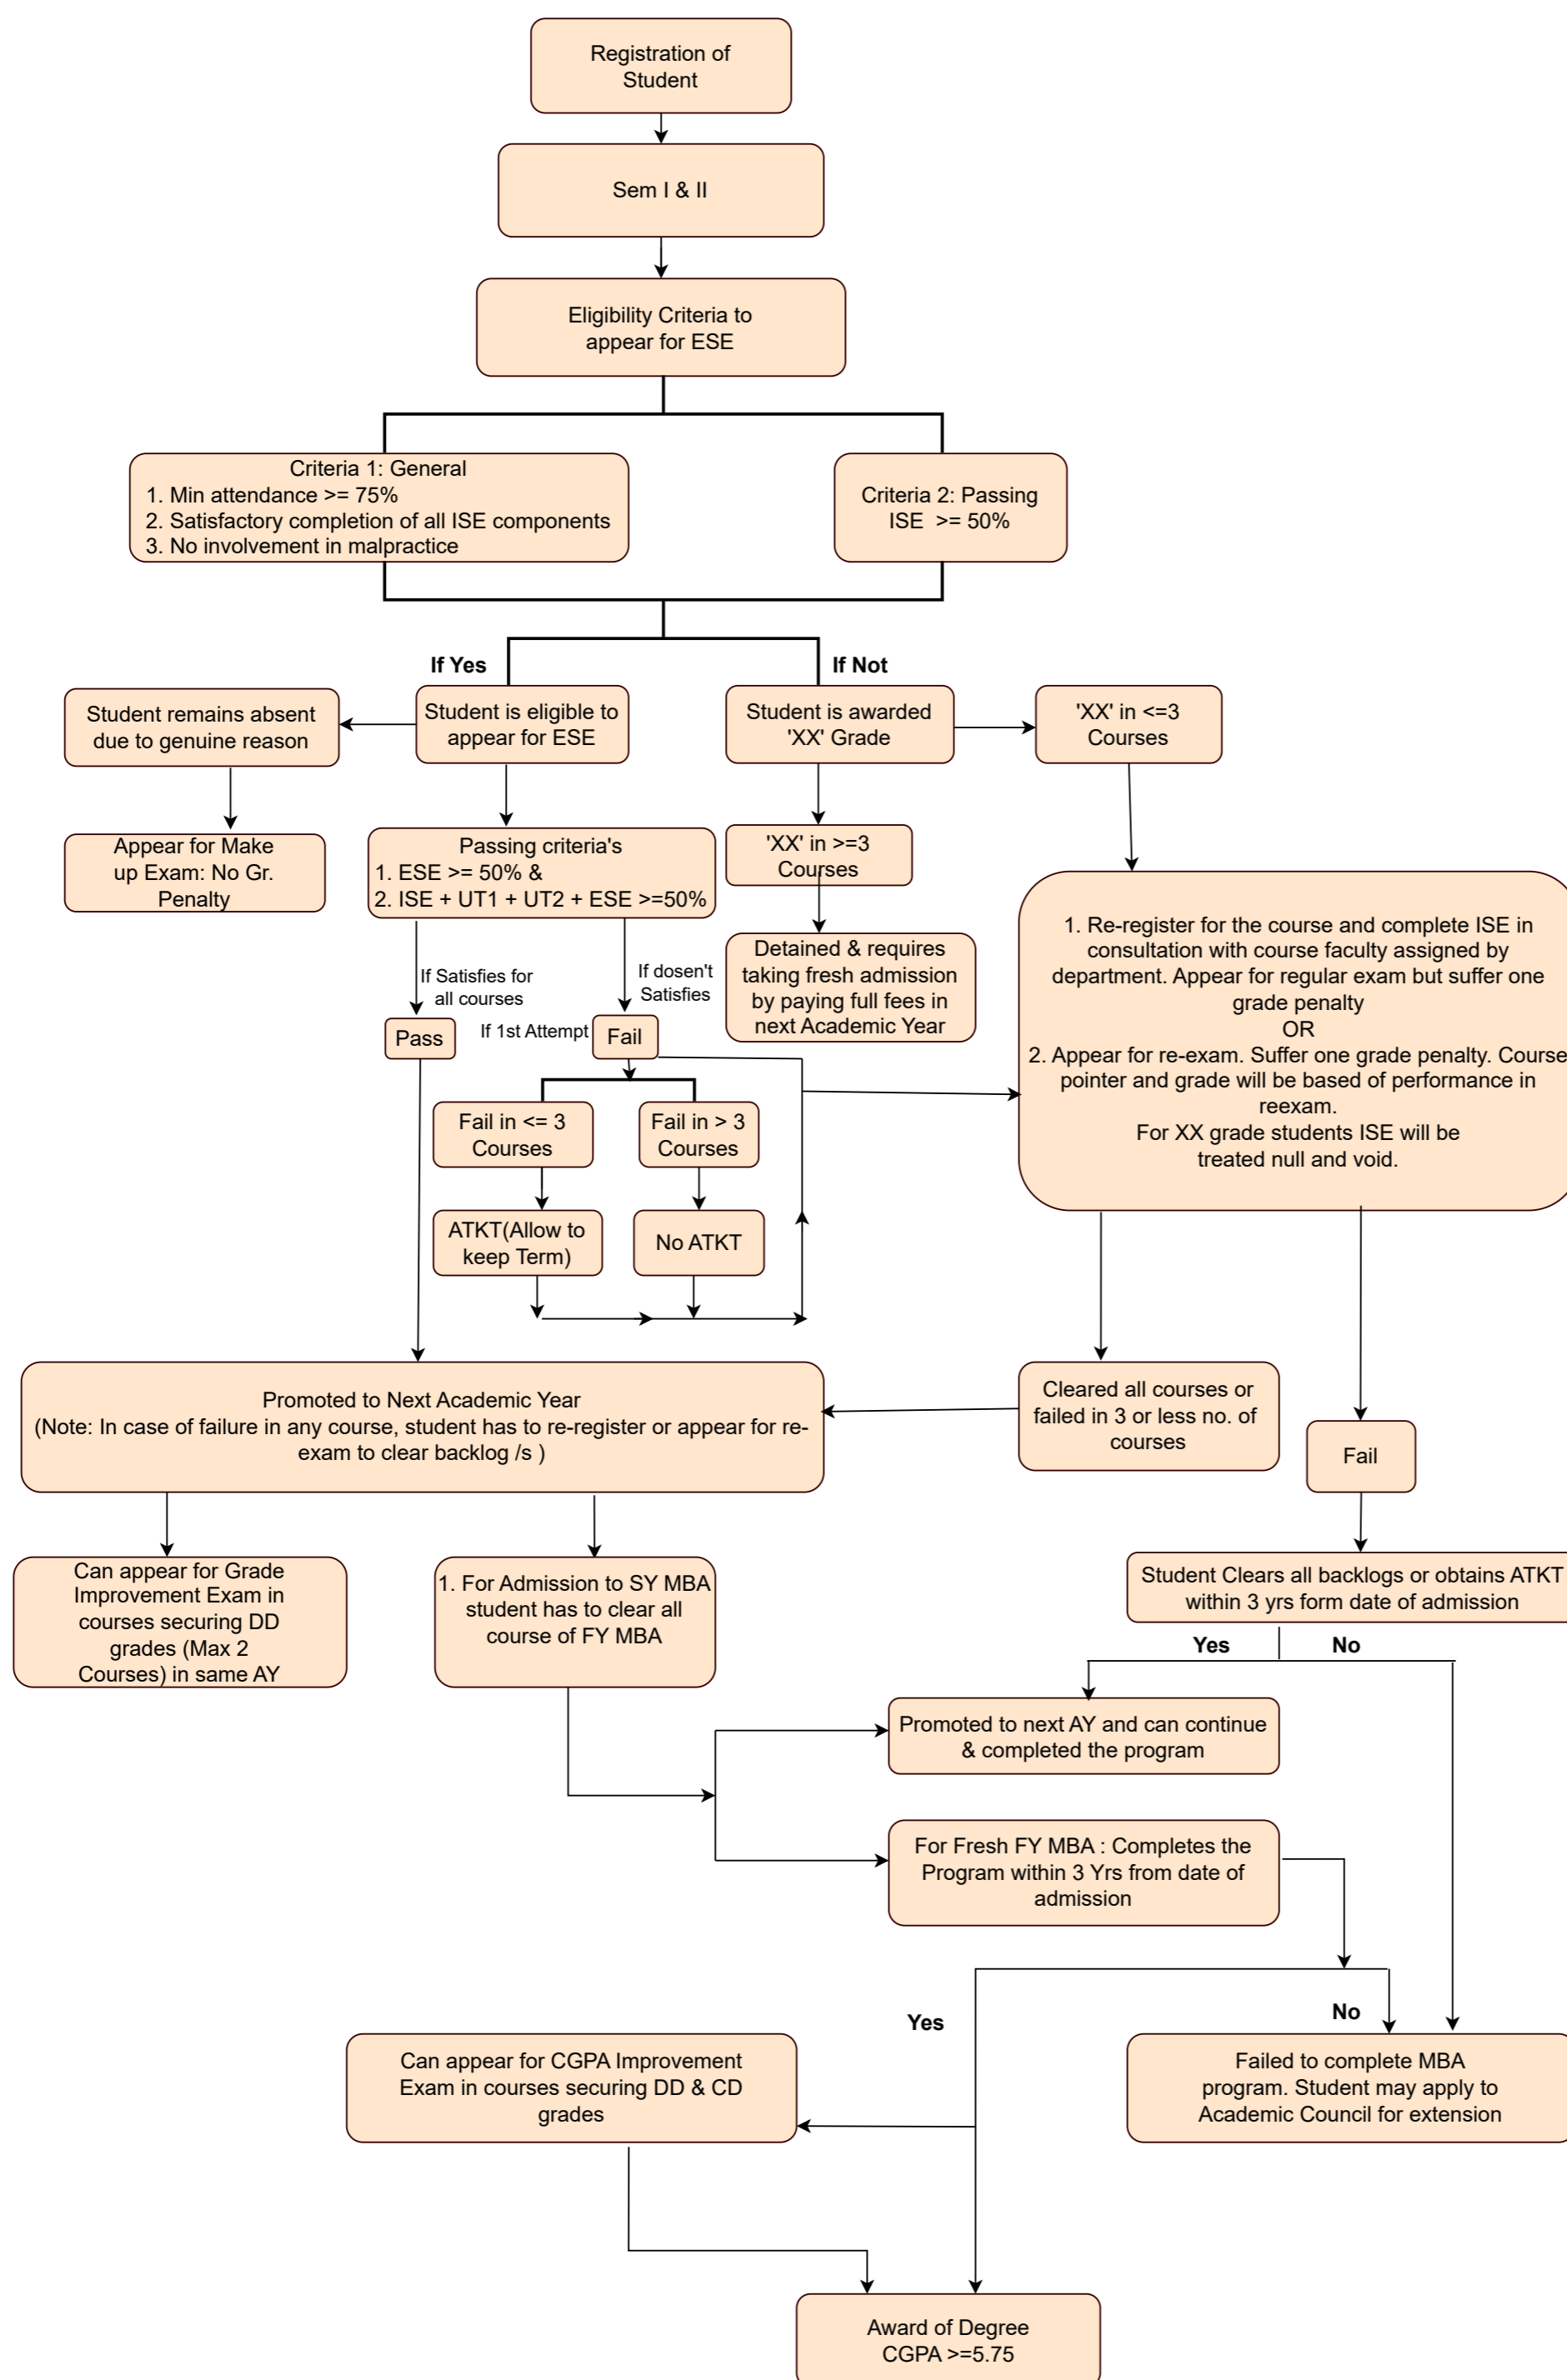 Registration of
Student
Sem I & II
Eligibility Criteria to
appear for ESE
Criteria 1: General
1. Min attendance >= 75%
2. Satisfactory completion of all ISE components
3. No involvement in malpractice
Criteria 2: Passing
ISE >= 50%
If Yes
If Not
Student remains absent
due to genuine reason
Student is eligible to
appear for ESE
Student is awarded
'XX' Grade
'XX' in <=3
Courses
Appear for Make
up Exam: No Gr.
Penalty
Passing criteria's
1. ESE >= 50% &
2. ISE + UT1 + UT2 + ESE >=50%
'XX' in >=3
Courses
Detained & requires
taking fresh admission
by paying full fees in
next Academic Year
1. Re-register for the course and complete ISE in
consultation with course faculty assigned by
department. Appear for regular exam but suffer one
grade penalty
OR
2. Appear for re-exam. Suffer one grade penalty. Course
pointer and grade will be based of performance in
reexam.
For XX grade students ISE will be
treated null and void.
If Satisfies for
all courses
If dosen't
Satisfies
Pass
If 1st Attempt
Fail
Fail in <= 3
Courses
Fail in > 3
Courses
ATKT(Allow to
keep Term)
No ATKT
Promoted to Next Academic Year
(Note: In case of failure in any course, student has to re-register or appear for re-
exam to clear backlog /s )
Cleared all courses or
failed in 3 or less no. of
courses
Fail
Can appear for Grade
Improvement Exam in
courses securing DD
grades (Max 2
Courses) in same AY
1. For Admission to SY MBA
student has to clear all
course of FY MBA
Student Clears all backlogs or obtains ATKT
within 3 yrs form date of admission
Yes
No
Promoted to next AY and can continue
& completed the program
For Fresh FY MBA : Completes the
Program within 3 Yrs from date of
admission
Yes
No
Can appear for CGPA Improvement
Exam in courses securing DD & CD
grades
Failed to complete MBA
program. Student may apply to
Academic Council for extension
Award of Degree
CGPA >=5.75